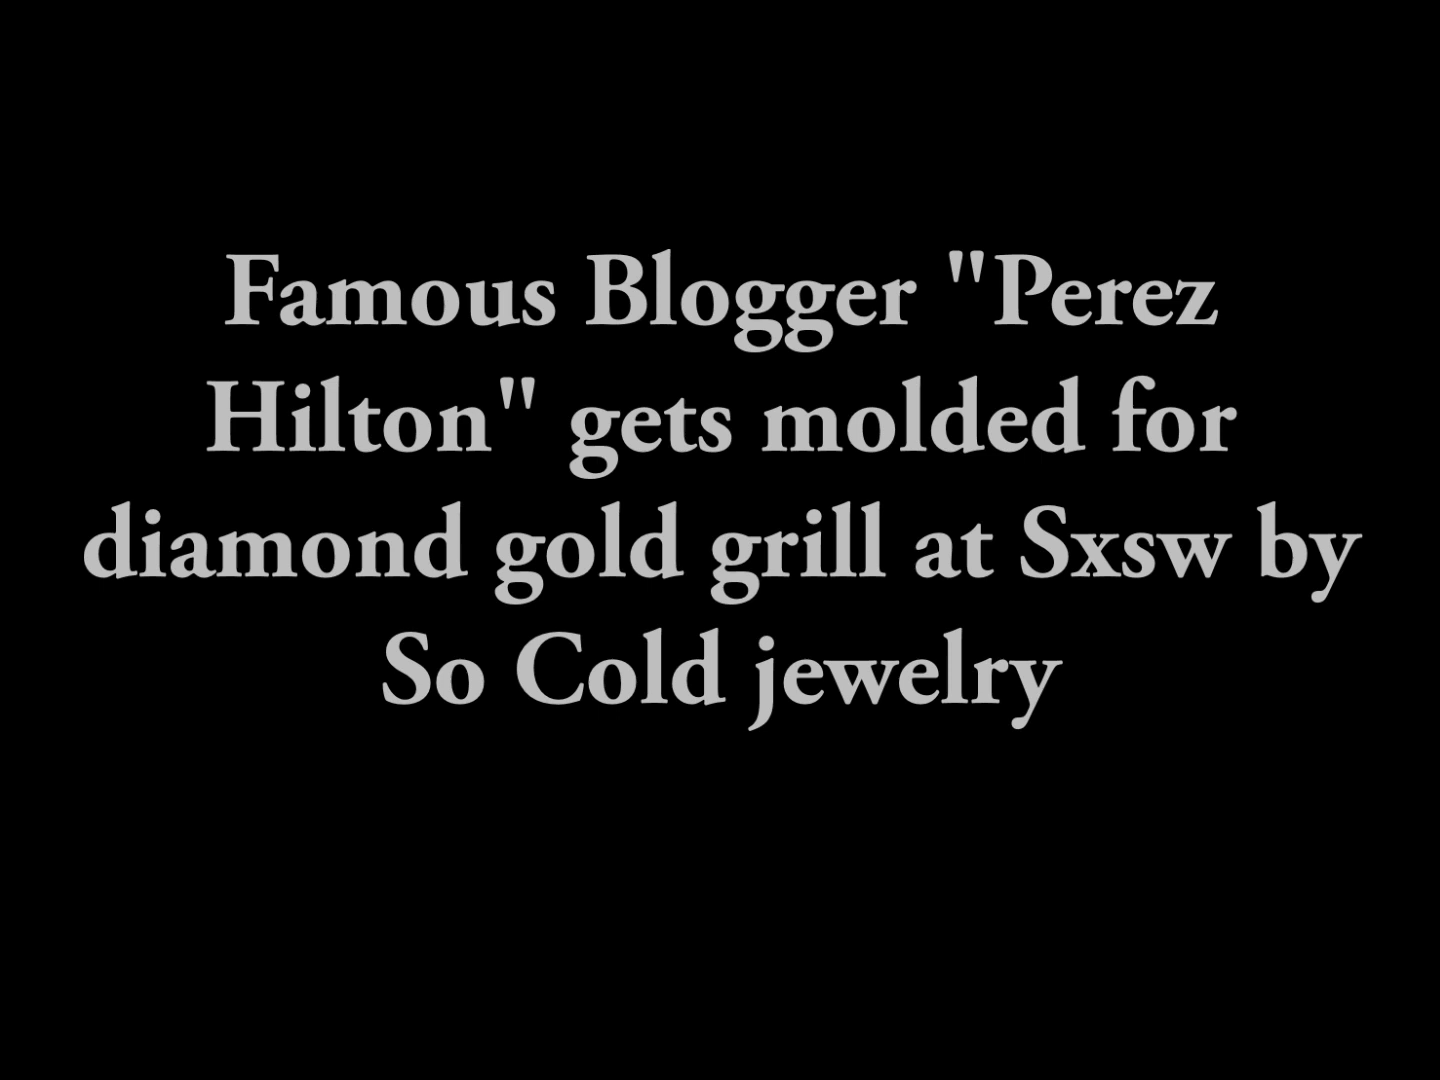 Famous Blogger "Perez
Hilton" gets molded for
diamond gold grill at Sxsw by
So Cold jewelry